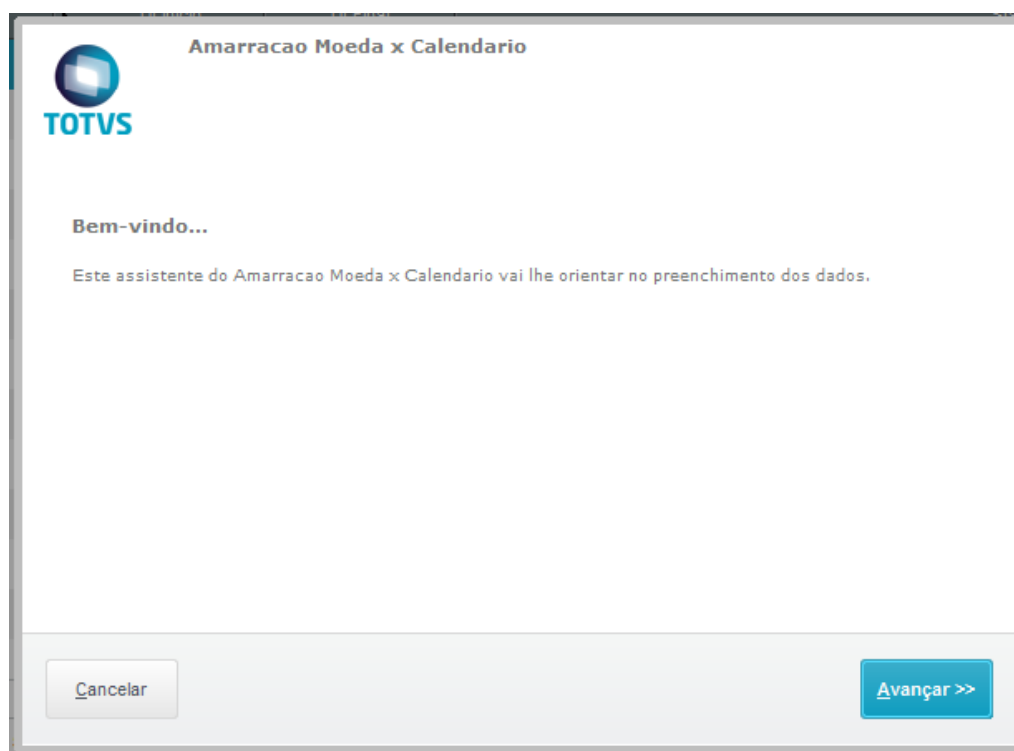 Amarracao Moeda x Calendario
TOTVS
Bem-vindo...
Este assistente do Amarracao Moeda x Calendario vai lhe orientar no preenchimento dos dados.
Cancelar
Avançar >>